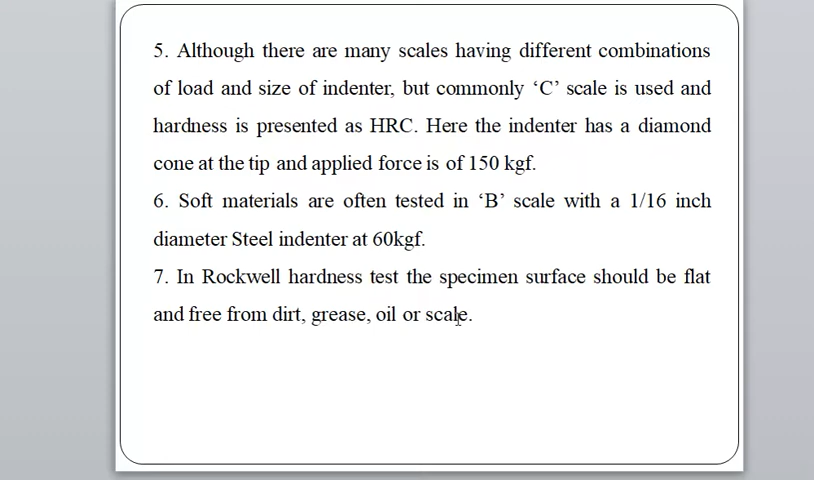 5. Although there are many scales having different combinations
of load and size of indenter, but commonly ‘C’ scale is used and
hardness is presented as HRC. Here the indenter has a diamond
cone at the tip and applied force is of 150 kgf.
6. Soft materials are often tested in ‘B’ scale with a 1/16 inch
diameter Steel indenter at 60kgf.
7. In Rockwell hardness test the specimen surface should be flat
and free from dirt, grease, oil or scale.